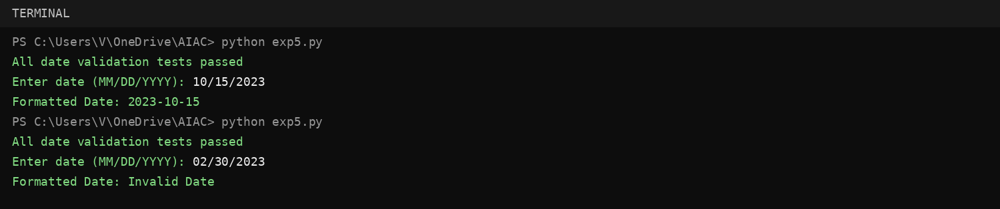 TERMINAL
PS C:\Users\V\OneDrive\AIAC> python exp5.py
All date validation tests passed
Enter date (MM/DD/YYYY): 10/15/2023
Formatted Date: 2023-10-15
PS C:\Users\V\OneDrive\AIAC> python exp5.py
All date validation tests passed
Enter date (MM/DD/YYYY): 02/30/2023
Formatted Date: Invalid Date